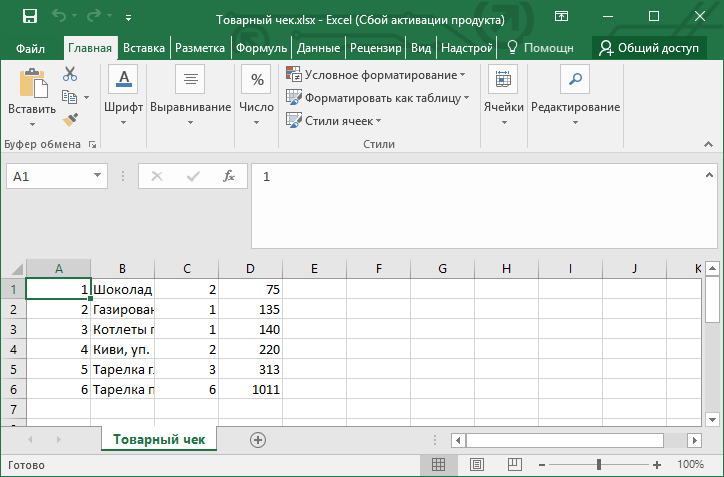 Товарный чек.xlsx - Excel (Сбой активации продукта)
Файл Главная Вставка Разметка Формуль Данные Рецензир Вид Надстрої Помощн Общий доступ
Вставить Шрифт Выравнивание Число Условное форматирование Ячейки Редактирование
Форматировать как таблицу
Стили ячеек
Буфер обмена Стили
A1 fx 1
A B C D E F G H I J K
1 1 Шоколад 2 75
2 2 Газирован 1 135
3 3 Котлеты г 1 140
4 4 Киви, уп. 2 220
5 5 Тарелка г. 3 313
6 6 Тарелка п 6 1011
7
Товарный чек
Готово 100%